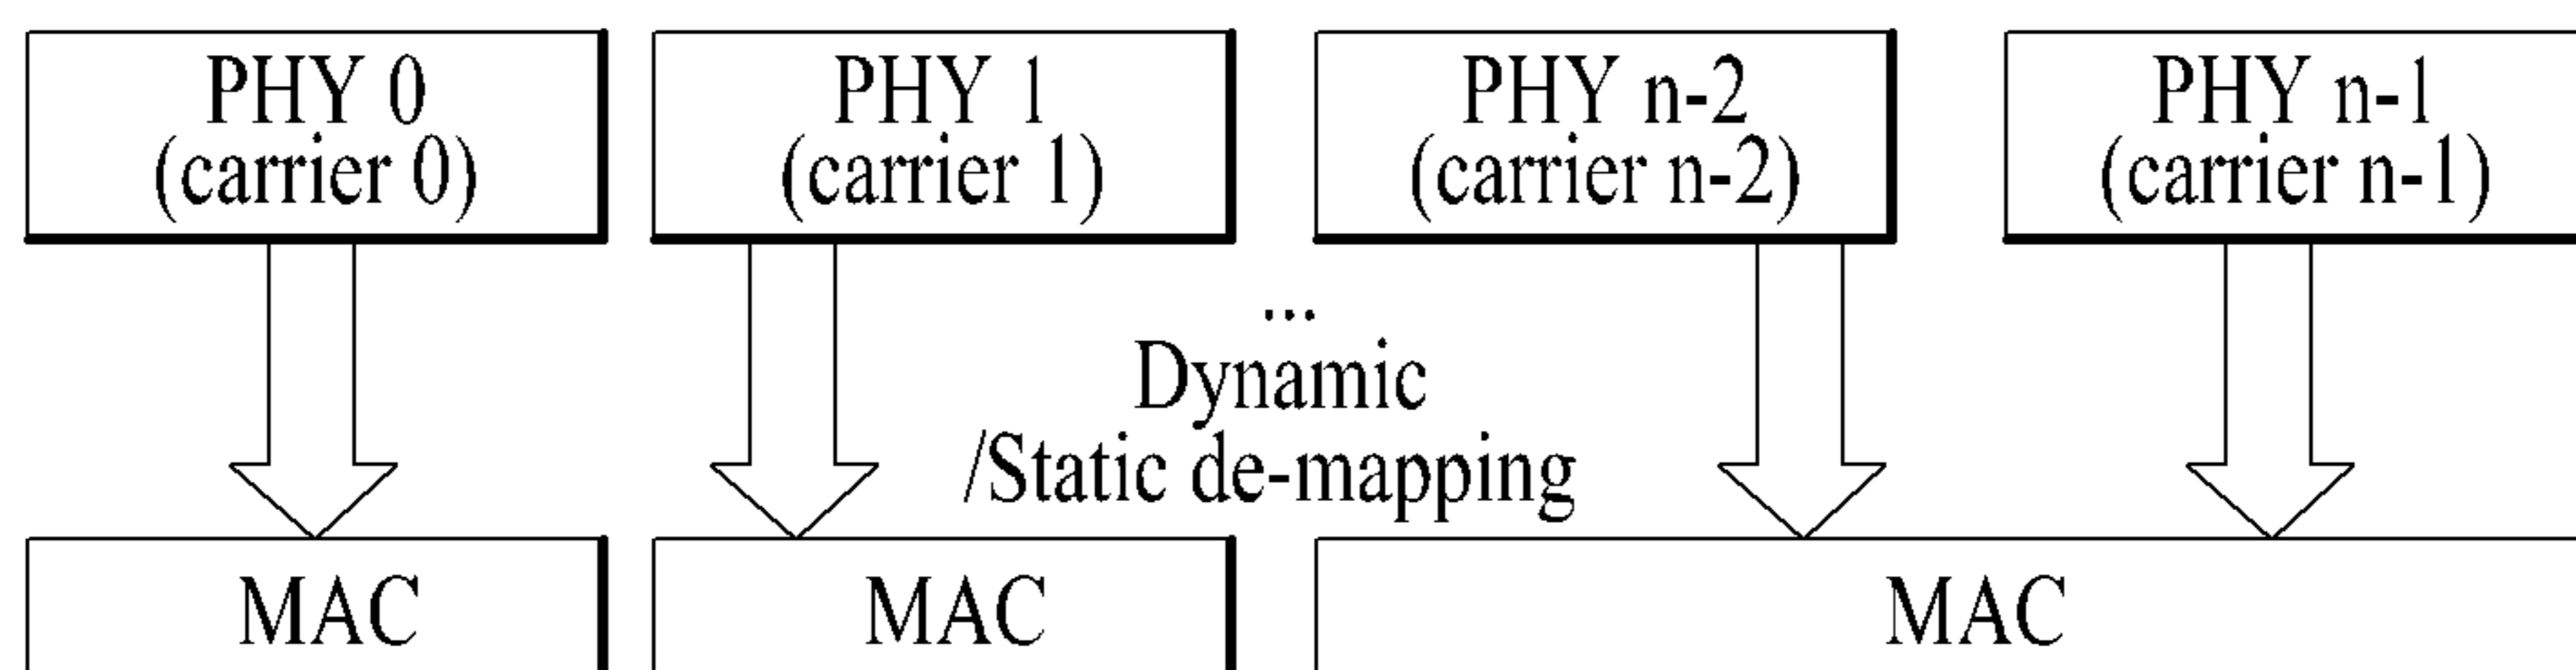 PHY 0
(carrier 0)
PHY 1
(carrier 1)
PHY n-2
(carrier n-2)
PHY n-1
(carrier n-1)
...
Dynamic
/Static de-mapping
MAC
MAC
MAC